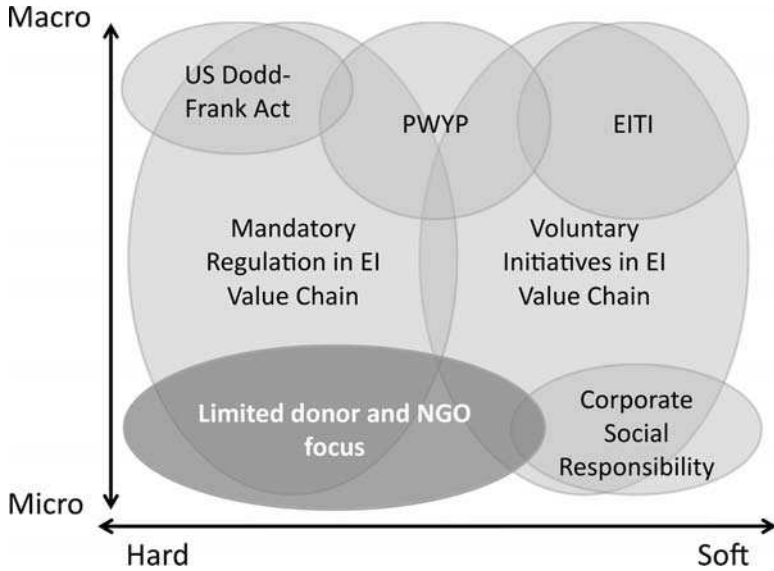 Macro
US Dodd-
Frank Act
PWYP
EITI
Mandatory
Regulation in EI
Value Chain
Voluntary
Initiatives in EI
Value Chain
Limited donor and NGO
focus
Corporate
Social
Responsibility
Micro
Hard
Soft